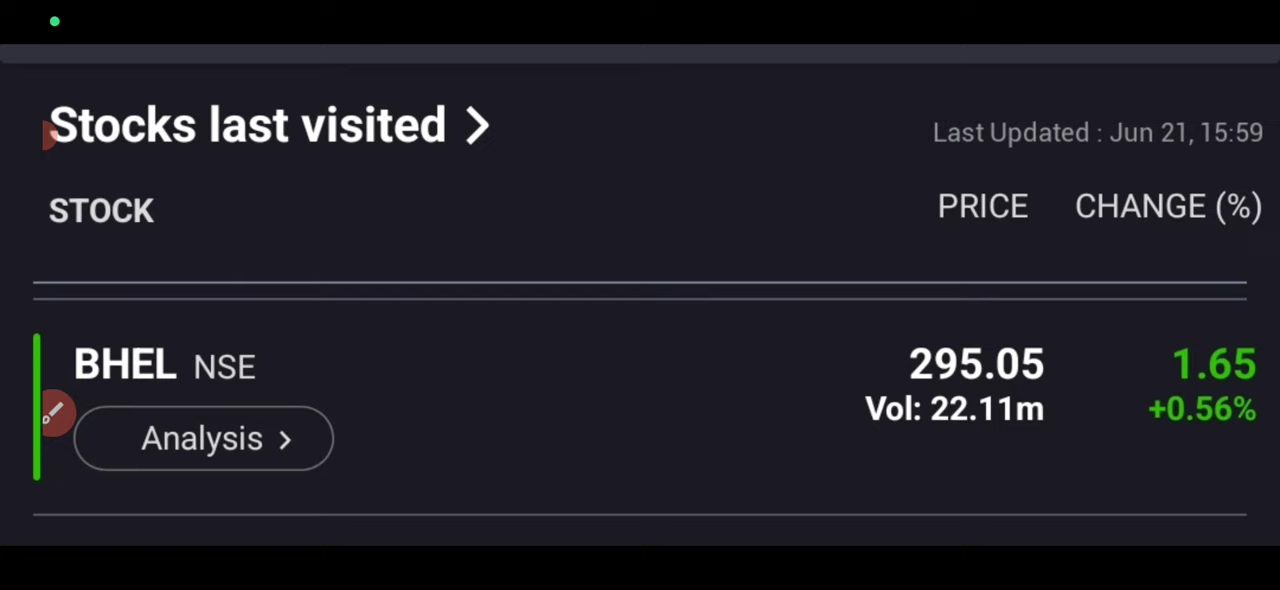 Stocks last visited >
Last Updated : Jun 21, 15:59
STOCK PRICE CHANGE (%)
BHEL NSE 295.05 1.65
Vol: 22.11m +0.56%
Analysis >